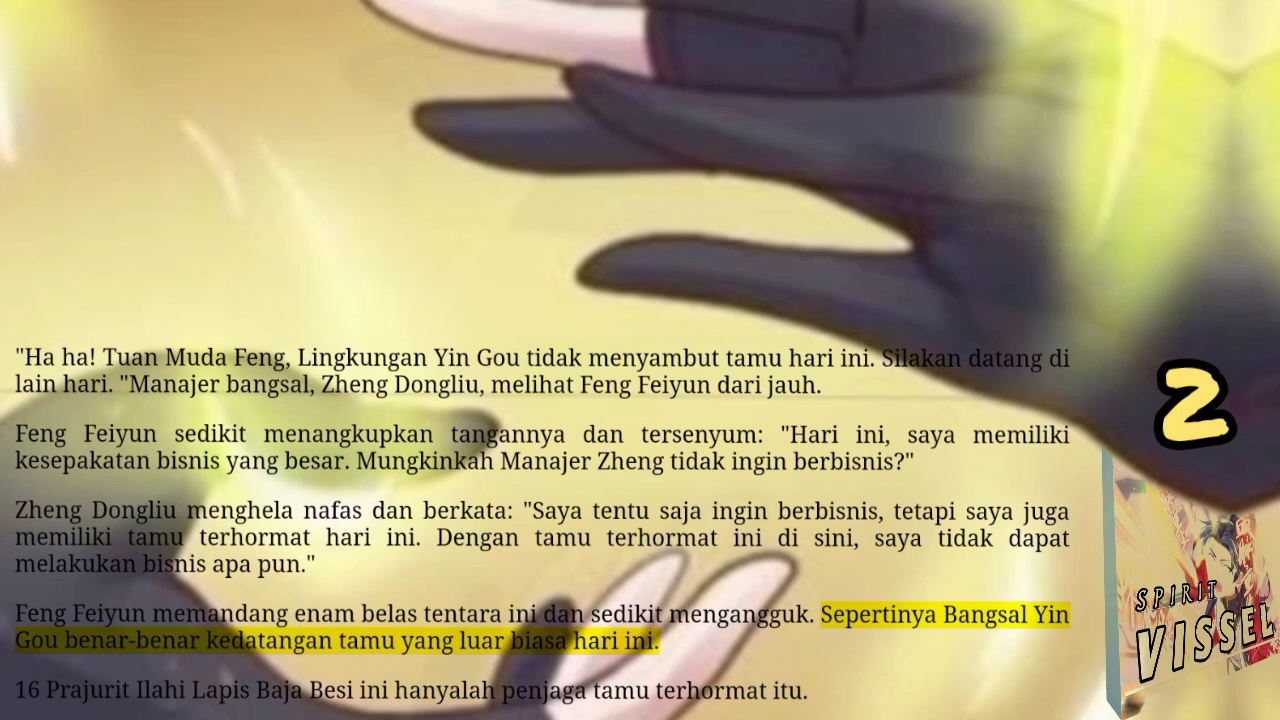 "Ha ha! Tuan Muda Feng, Lingkungan Yin Gou tidak menyambut tamu hari ini. Silakan datang di
lain hari. "Manajer bangsal, Zheng Dongliu, melihat Feng Feiyun dari jauh.
Feng Feiyun sedikit menangkupkan tangannya dan tersenyum: "Hari ini, saya memiliki
kesepakatan bisnis yang besar. Mungkinkah Manajer Zheng tidak ingin berbisnis?"
Zheng Dongliu menghela nafas dan berkata: "Saya tentu saja ingin berbisnis, tetapi saya juga
memiliki tamu terhormat hari ini. Dengan tamu terhormat ini di sini, saya tidak dapat
melakukan bisnis apa pun."
Feng Feiyun memandang enam belas tentara ini dan sedikit mengangguk. Sepertinya Bangsal Yin
Gou benar-benar kedatangan tamu yang luar biasa hari ini.
16 Prajurit Ilahi Lapis Baja Besi ini hanyalah penjaga tamu terhormat itu.
2
SPIRIT
VISSEL